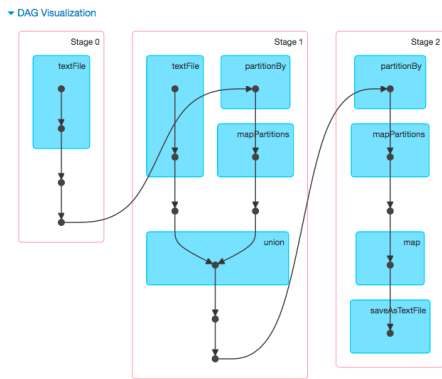 DAG Visualization
Stage 0
textFile
Stage 1
textFile
partitionBy
mapPartitions
union
Stage 2
partitionBy
mapPartitions
map
saveAsTextFile